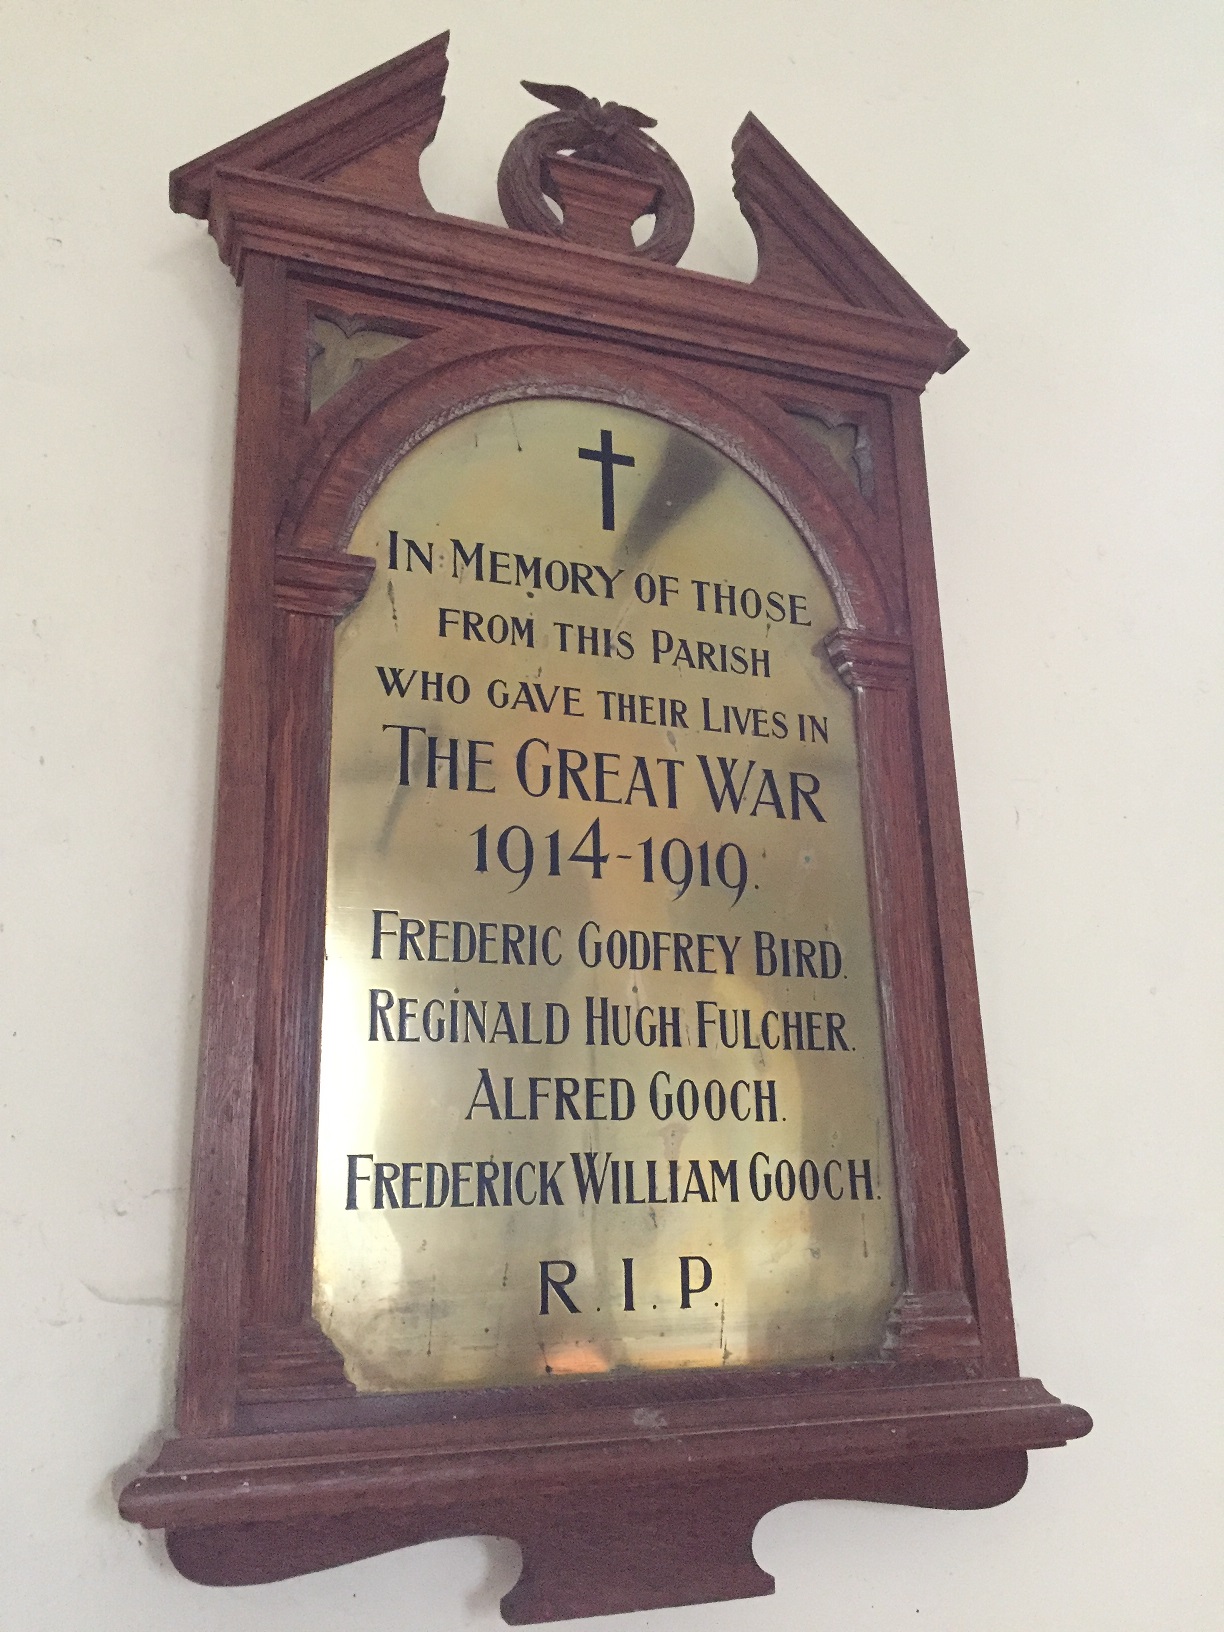 In Memory of those
from this Parish
who gave their Lives in
The Great War
1914-1919.
Frederic Godfrey Bird.
Reginald Hugh Fulcher.
Alfred Gooch.
Frederick William Gooch.
R.I.P.